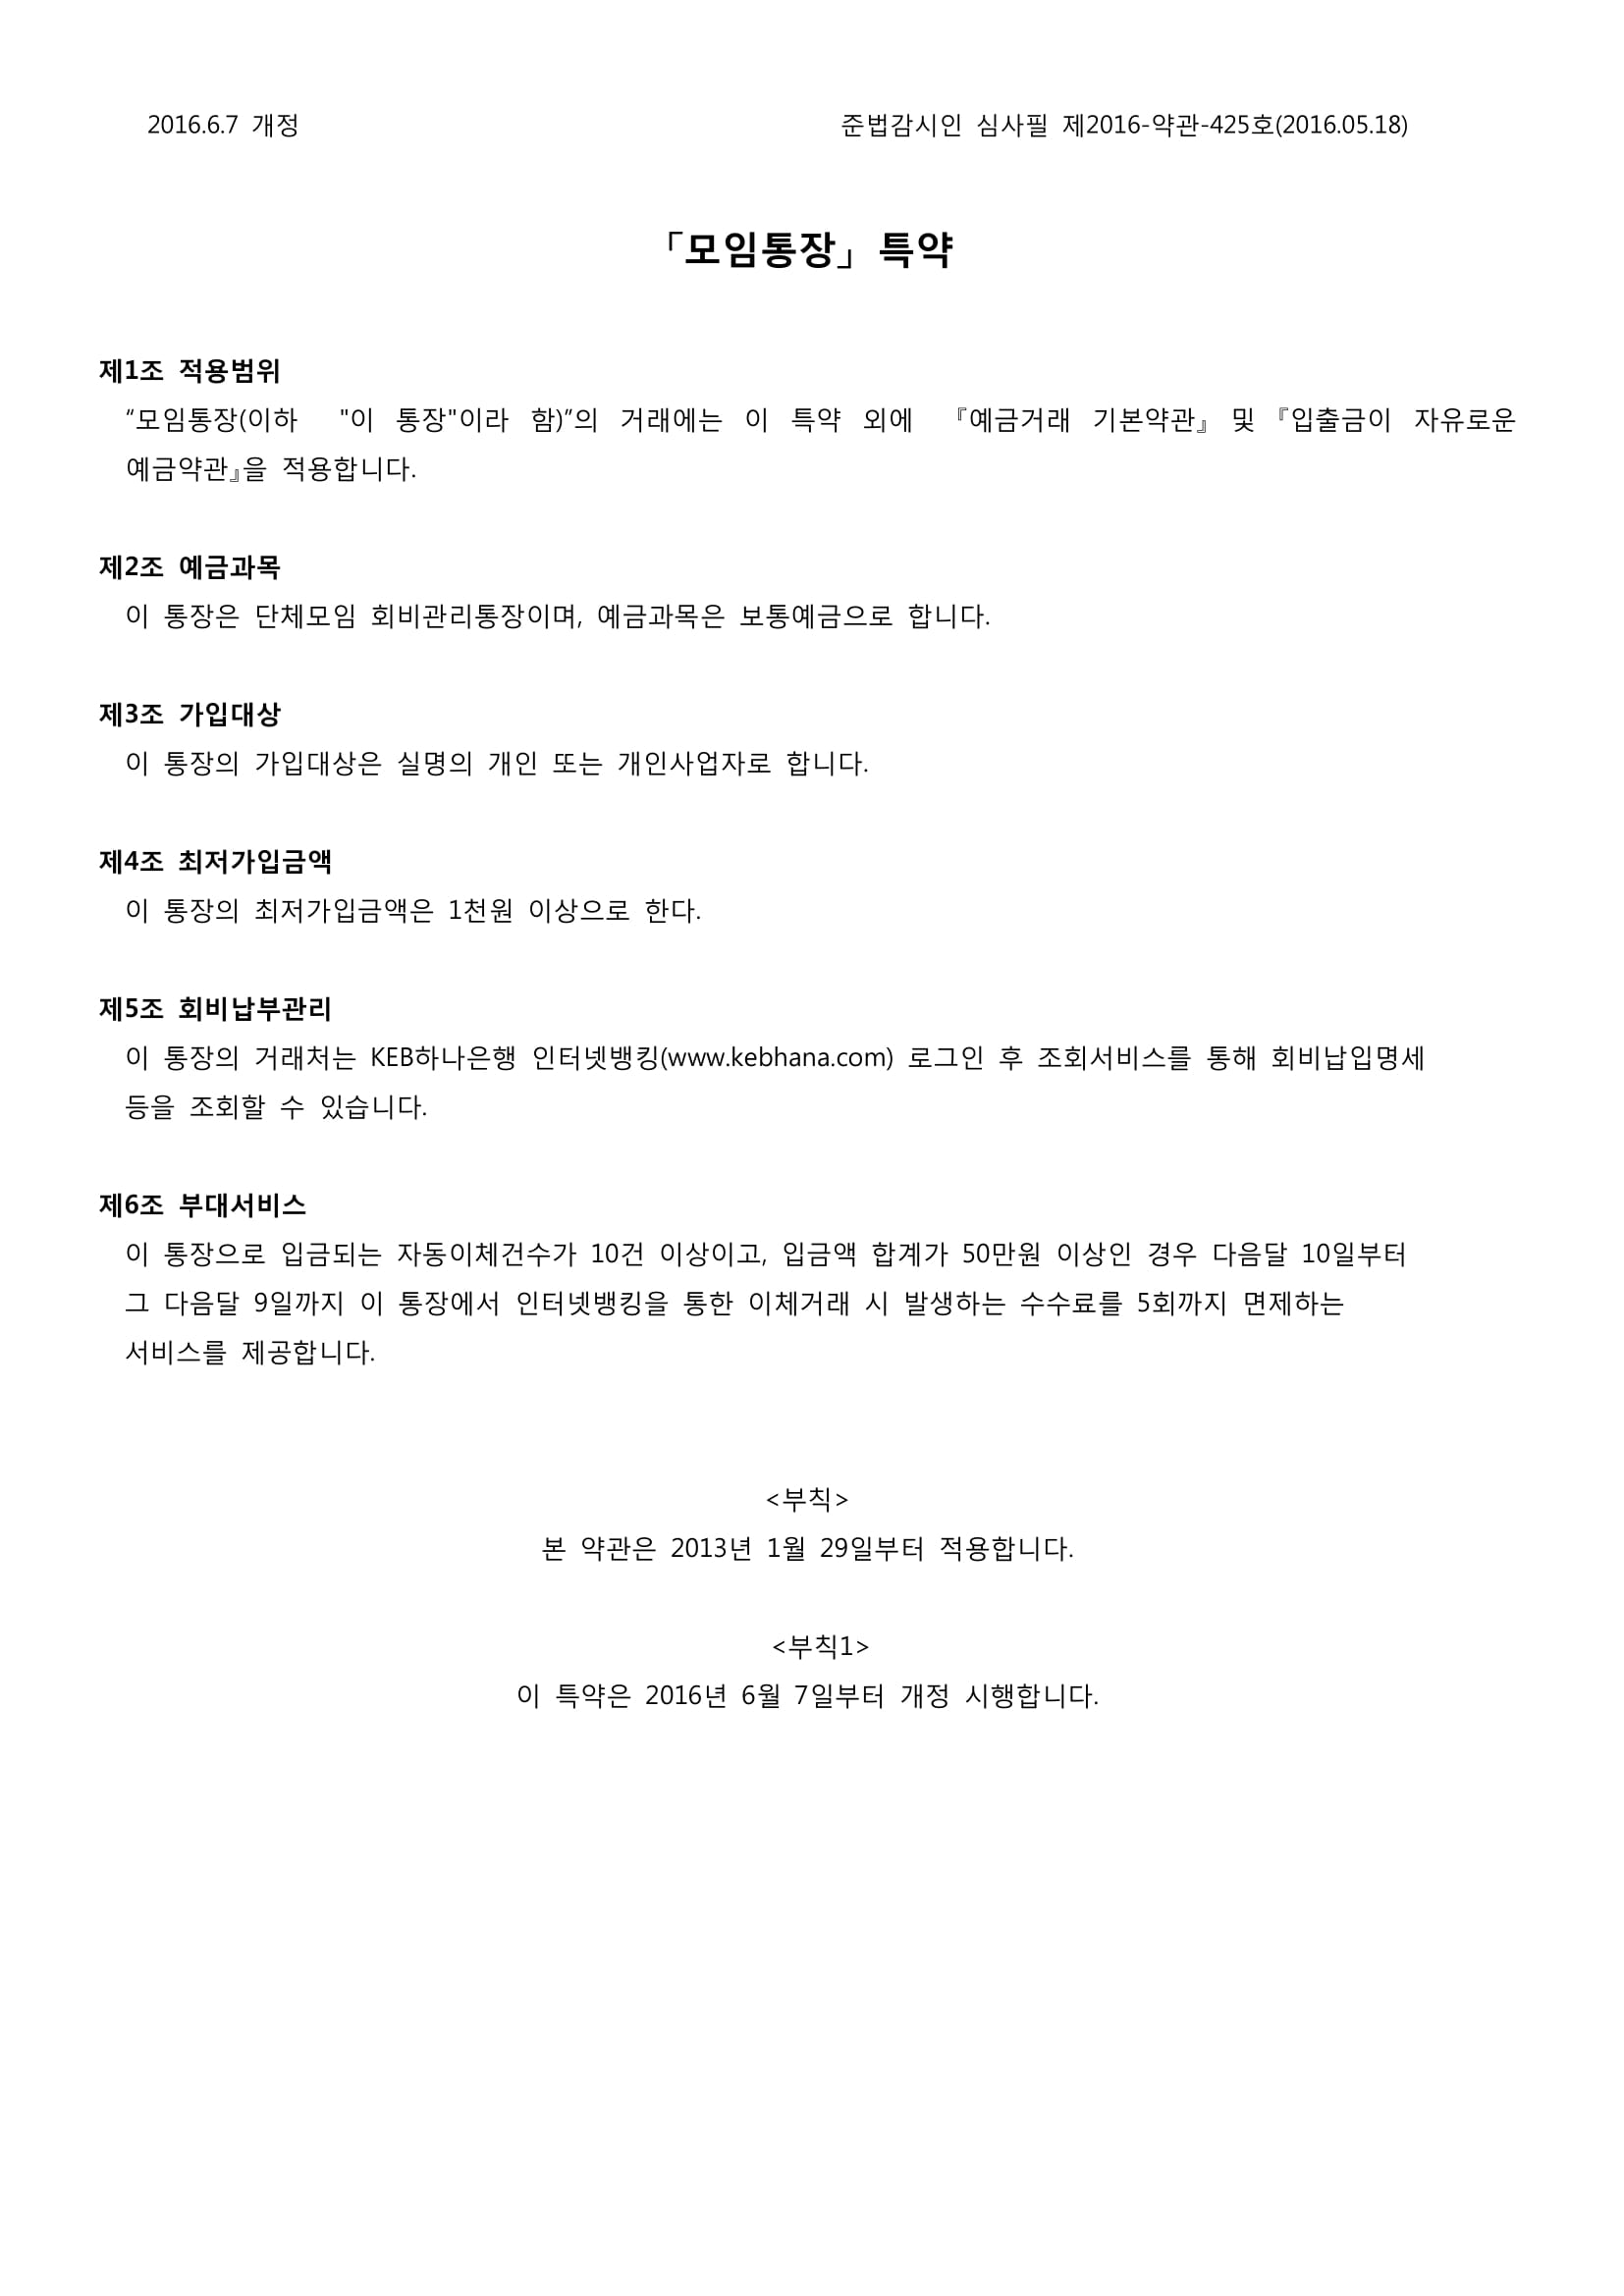 2016.6.7 개정 준법감시인 심사필 제2016-약관-425호(2016.05.18)
「모임통장」 특약
제1조 적용범위
“모임통장(이하 "이 통장"이라 함)”의 거래에는 이 특약 외에 『예금거래 기본약관』 및 『입출금이 자유로운
예금약관』을 적용합니다.
제2조 예금과목
이 통장은 단체모임 회비관리통장이며, 예금과목은 보통예금으로 합니다.
제3조 가입대상
이 통장의 가입대상은 실명의 개인 또는 개인사업자로 합니다.
제4조 최저가입금액
이 통장의 최저가입금액은 1천원 이상으로 한다.
제5조 회비납부관리
이 통장의 거래처는 KEB하나은행 인터넷뱅킹(www.kebhana.com) 로그인 후 조회서비스를 통해 회비납입명세
등을 조회할 수 있습니다.
제6조 부대서비스
이 통장으로 입금되는 자동이체건수가 10건 이상이고, 입금액 합계가 50만원 이상인 경우 다음달 10일부터
그 다음달 9일까지 이 통장에서 인터넷뱅킹을 통한 이체거래 시 발생하는 수수료를 5회까지 면제하는
서비스를 제공합니다.
<부칙>
본 약관은 2013년 1월 29일부터 적용합니다.
<부칙1>
이 특약은 2016년 6월 7일부터 개정 시행합니다.